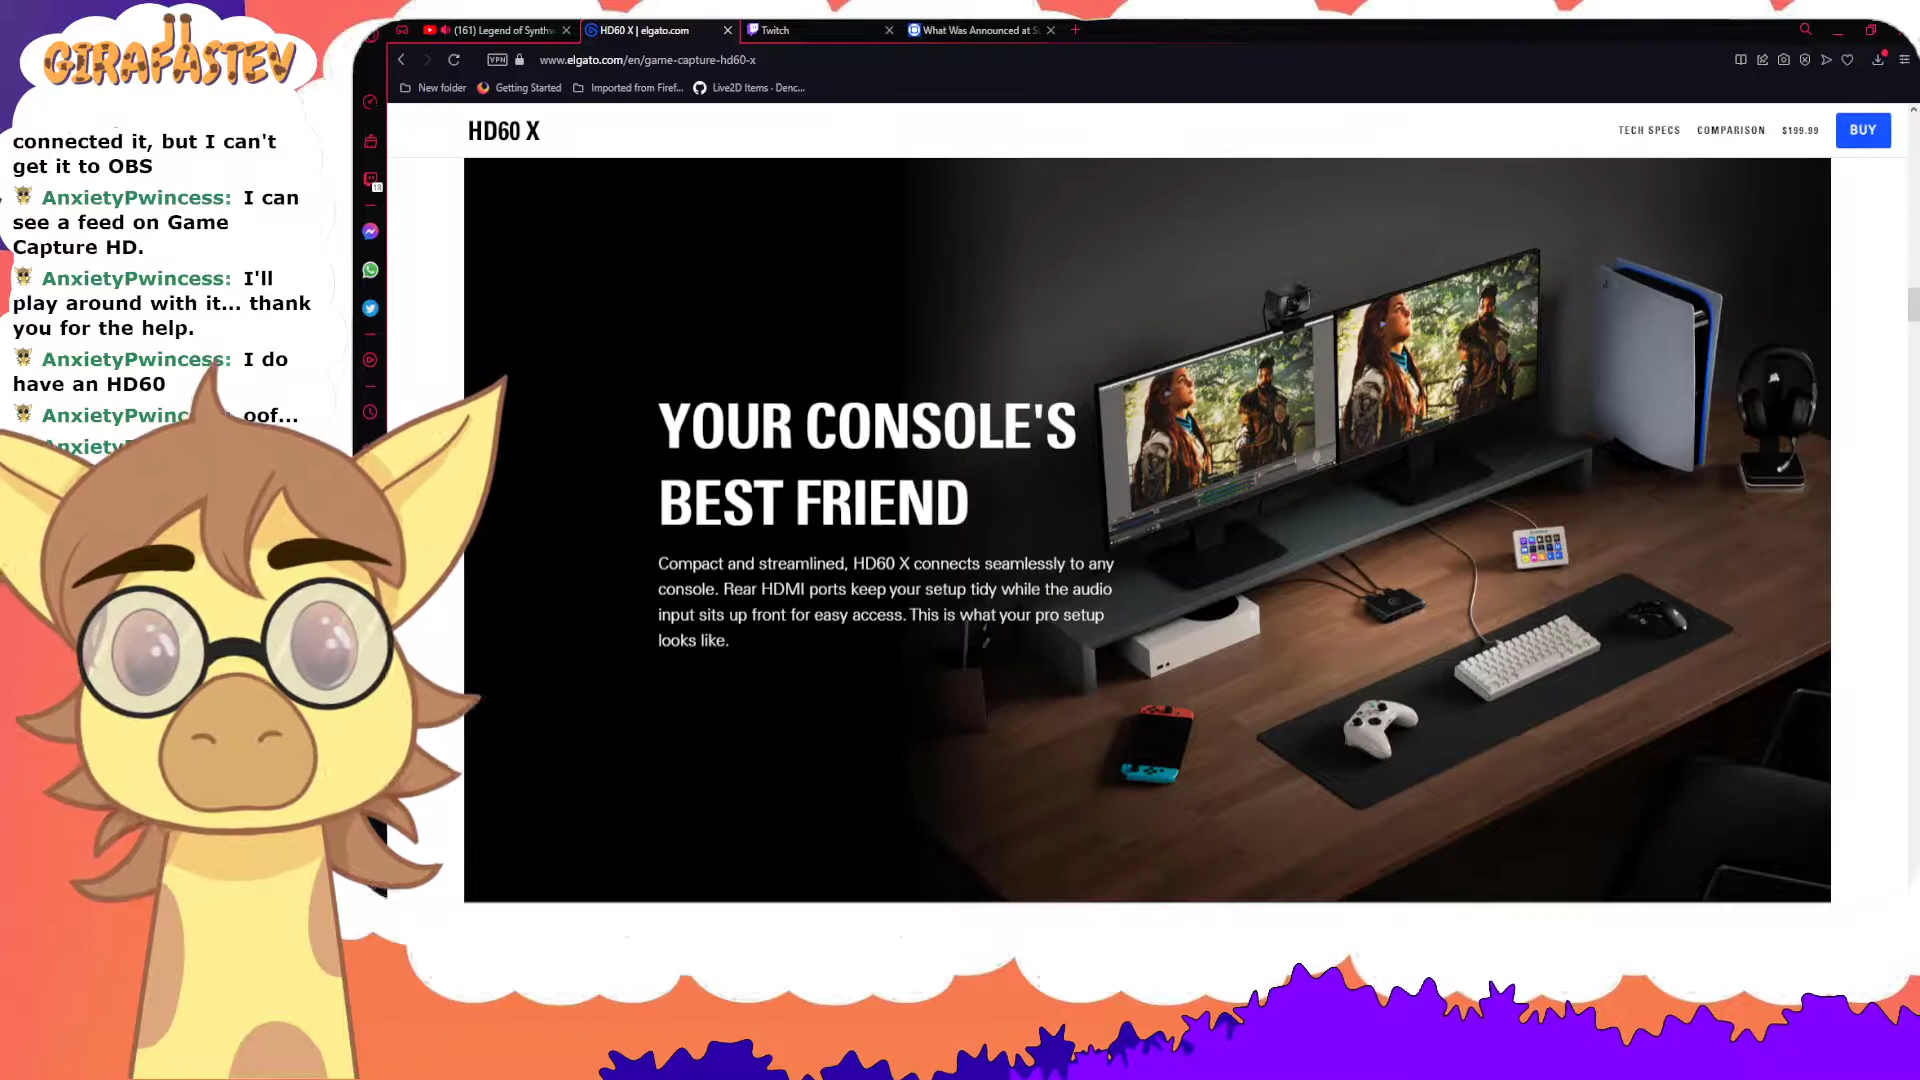 GIRAFASTEV
connected it, but I can't
get it to OBS
AnxietyPwincess: I can
see a feed on Game
Capture HD.
AnxietyPwincess: I'll
play around with it... thank
you for the help.
AnxietyPwincess: I do
have an HD60
oof...
(161) Legend of Synthw
HD60 X | elgato.com
Twitch
What Was Announced at S
VPN
www.elgato.com/en/game-capture-hd60-x
New folder
Getting Started
Imported from Firef...
Live2D Items - Denc...
18
HD60 X
TECH SPECS
COMPARISON
$199.99
BUY
YOUR CONSOLE'S
BEST FRIEND
Compact and streamlined, HD60 X connects seamlessly to any
console. Rear HDMI ports keep your setup tidy while the audio
input sits up front for easy access. This is what your pro setup
looks like.